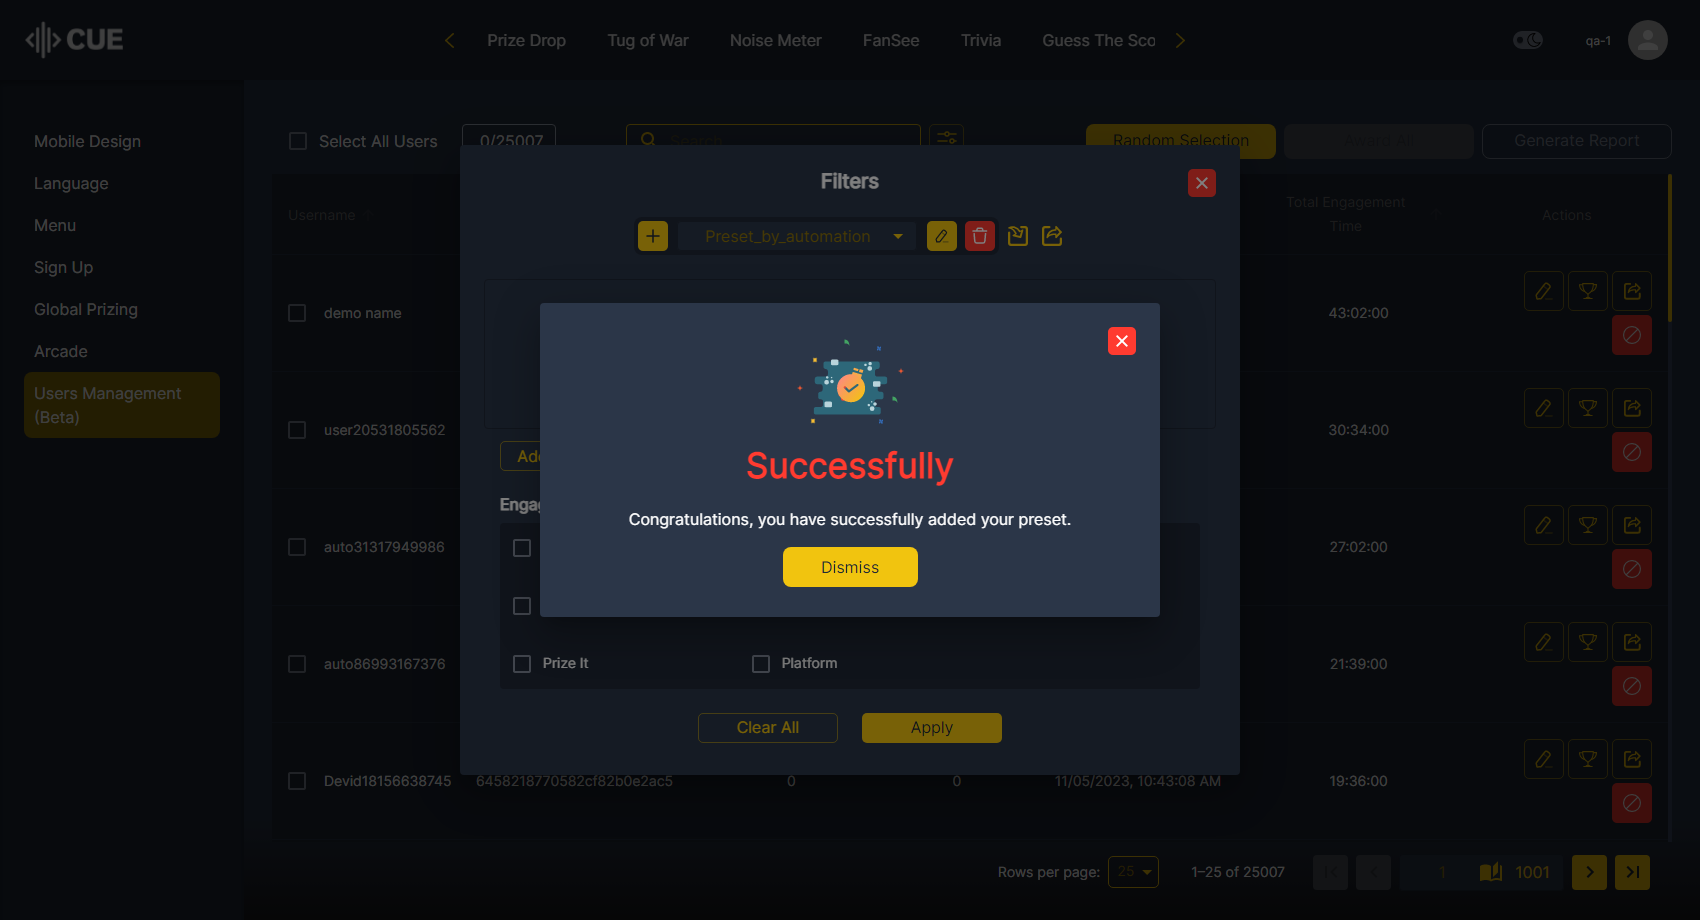 CUE
Prize Drop
Tug of War
Noise Meter
FanSee
Trivia
Guess The Sco
qa-1
Mobile Design
Language
Menu
Sign Up
Global Prizing
Arcade
Users Management
(Beta)
Select All Users
0/25007
Search
Random Selection
Generate Report
Username
Total Engagement
Time
Actions
Filters
Preset_by_automation
demo name
43:02:00
user20531805562
30:34:00
auto31317949986
27:02:00
auto86993167376
21:39:00
Devid18156638745
6458218770582cf82b0e2ac5
0
0
11/05/2023, 10:43:08 AM
19:36:00
Successfully
Congratulations, you have successfully added your preset.
Dismiss
Prize It
Platform
Clear All
Apply
Rows per page:
25
1–25 of 25007
1
1001